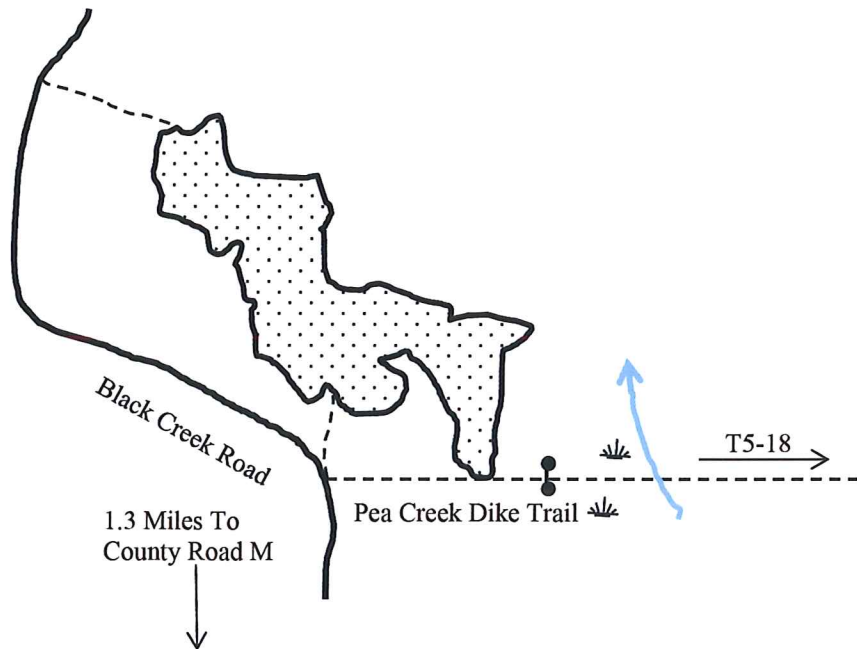 Black Creek Road
T5-18
Pea Creek Dike Trail
1.3 Miles To
County Road M